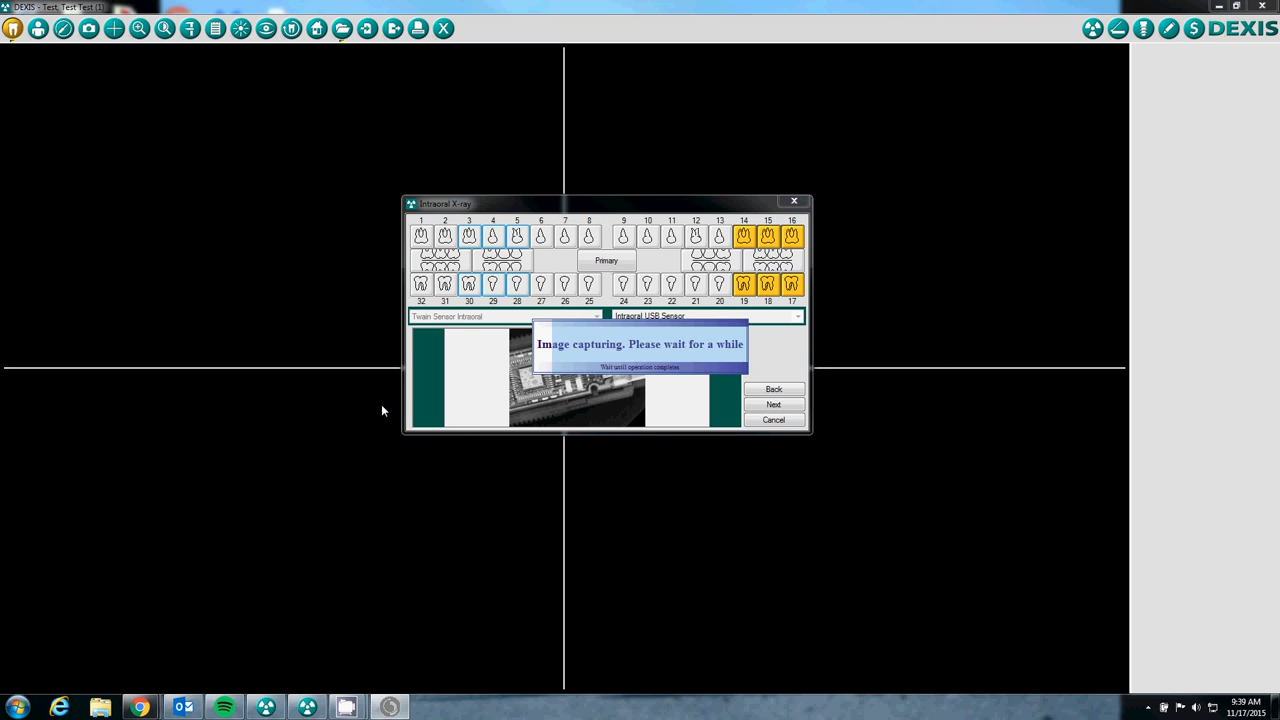 DEXIS - Test, Test Test (1)
DEXIS
Intraoral X-ray
1 2 3 4 5 6 7 8 9 10 11 12 13 14 15 16
Primary
32 31 30 29 28 27 26 25 24 23 22 21 20 19 18 17
Twain Sensor Intraoral
Intraoral USB Sensor
Image capturing. Please wait for a while
Wait until operation completes
Back
Next
Cancel
9:39 AM
11/17/2015